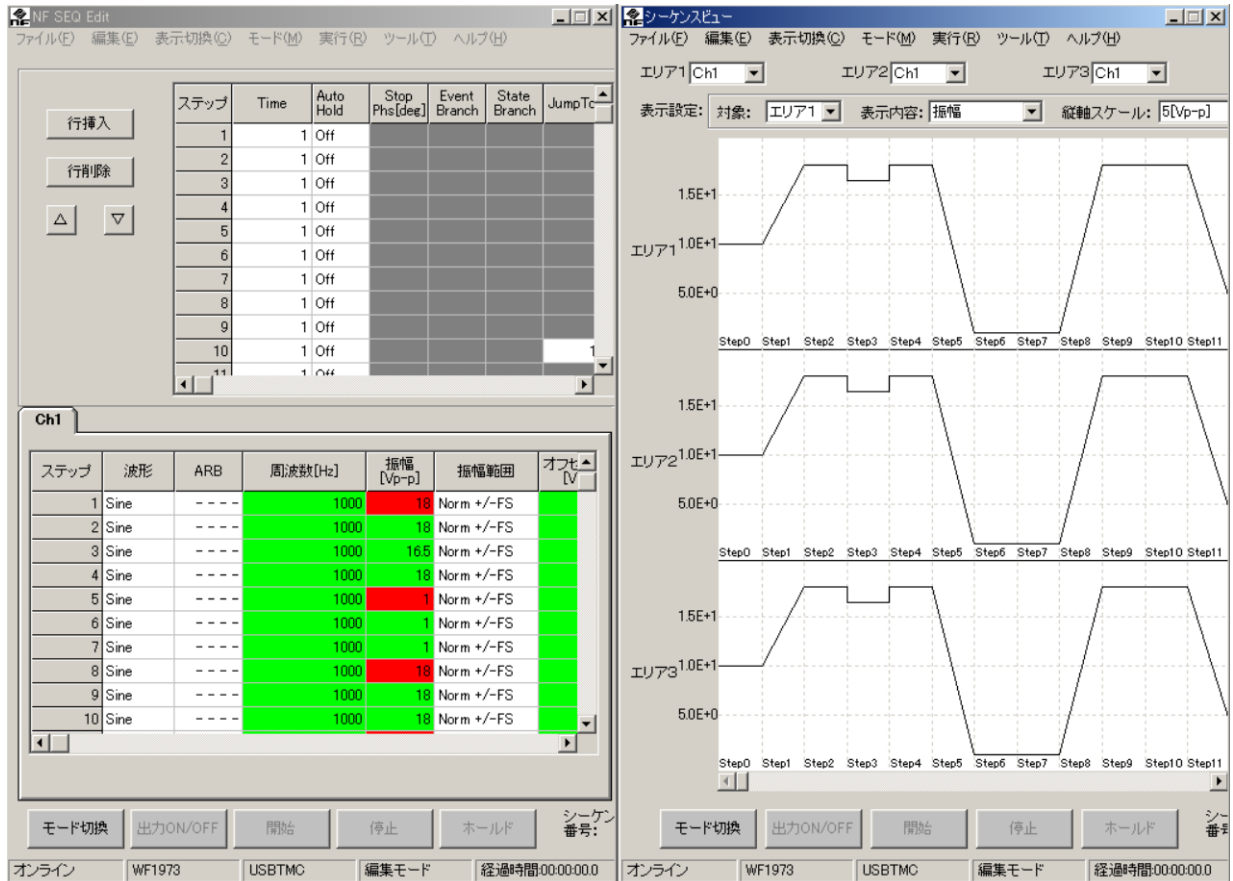 NF SEQ Edit
ファイル(F) 編集(E) 表示切換(C) モード(M) 実行(R) ツール(T) ヘルプ(H)
行挿入
行削除
△ ▽
ステップ Time Auto Hold Stop Phs[deg] Event Branch State Branch JumpTo
1 1 Off
2 1 Off
3 1 Off
4 1 Off
5 1 Off
6 1 Off
7 1 Off
8 1 Off
9 1 Off
10 1 Off 1
11 1 Off
Ch1
ステップ 波形 ARB 周波数[Hz] 振幅 [Vp-p] 振幅範囲 オフセ [V
1 Sine ---- 1000 18 Norm +/-FS
2 Sine ---- 1000 18 Norm +/-FS
3 Sine ---- 1000 16.5 Norm +/-FS
4 Sine ---- 1000 18 Norm +/-FS
5 Sine ---- 1000 1 Norm +/-FS
6 Sine ---- 1000 1 Norm +/-FS
7 Sine ---- 1000 1 Norm +/-FS
8 Sine ---- 1000 18 Norm +/-FS
9 Sine ---- 1000 18 Norm +/-FS
10 Sine ---- 1000 18 Norm +/-FS
モード切換 出力ON/OFF 開始 停止 ホールド シーケン
番号:
オンライン WF1973 USBTMC 編集モード 経過時間:00:00:00.0
シーケンスビュー
ファイル(F) 編集(E) 表示切換(C) モード(M) 実行(R) ツール(T) ヘルプ(H)
エリア1 Ch1 エリア2 Ch1 エリア3 Ch1
表示設定: 対象: エリア1 表示内容: 振幅 縦軸スケール: 5[Vp-p]
1.5E+1
エリア1 1.0E+1
5.0E+0
Step0 Step1 Step2 Step3 Step4 Step5 Step6 Step7 Step8 Step9 Step10 Step11
1.5E+1
エリア2 1.0E+1
5.0E+0
Step0 Step1 Step2 Step3 Step4 Step5 Step6 Step7 Step8 Step9 Step10 Step11
1.5E+1
エリア3 1.0E+1
5.0E+0
Step0 Step1 Step2 Step3 Step4 Step5 Step6 Step7 Step8 Step9 Step10 Step11
モード切換 出力ON/OFF 開始 停止 ホールド シー
番号
オンライン WF1973 USBTMC 編集モード 経過時間:00:00:00.0